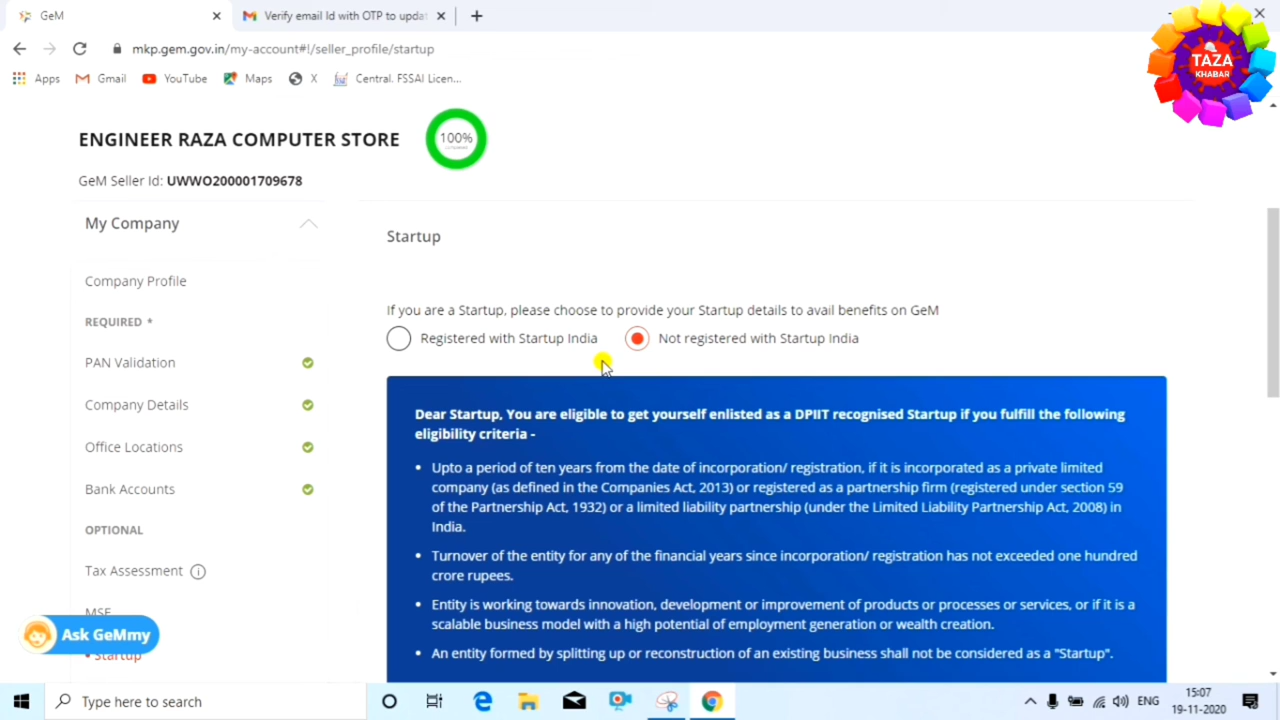 GeM
Verify email Id with OTP to updat
mkp.gem.gov.in/my-account#!/seller_profile/startup
TAZA
KHABAR
Apps
Gmail
YouTube
Maps
X
Central. FSSAI Licen...
ENGINEER RAZA COMPUTER STORE
100%
GeM Seller Id: UWWO200001709678
My Company
Company Profile
REQUIRED *
PAN Validation
Company Details
Office Locations
Bank Accounts
OPTIONAL
Tax Assessment
MSE
Startup
Ask GeMmy
Startup
If you are a Startup, please choose to provide your Startup details to avail benefits on GeM
Registered with Startup India
Not registered with Startup India
Dear Startup, You are eligible to get yourself enlisted as a DPIIT recognised Startup if you fulfill the following
eligibility criteria -
• Upto a period of ten years from the date of incorporation/ registration, if it is incorporated as a private limited
company (as defined in the Companies Act, 2013) or registered as a partnership firm (registered under section 59
of the Partnership Act, 1932) or a limited liability partnership (under the Limited Liability Partnership Act, 2008) in
India.
• Turnover of the entity for any of the financial years since incorporation/ registration has not exceeded one hundred
crore rupees.
• Entity is working towards innovation, development or improvement of products or processes or services, or if it is a
scalable business model with a high potential of employment generation or wealth creation.
• An entity formed by splitting up or reconstruction of an existing business shall not be considered as a "Startup".
Type here to search
ENG
15:07
19-11-2020